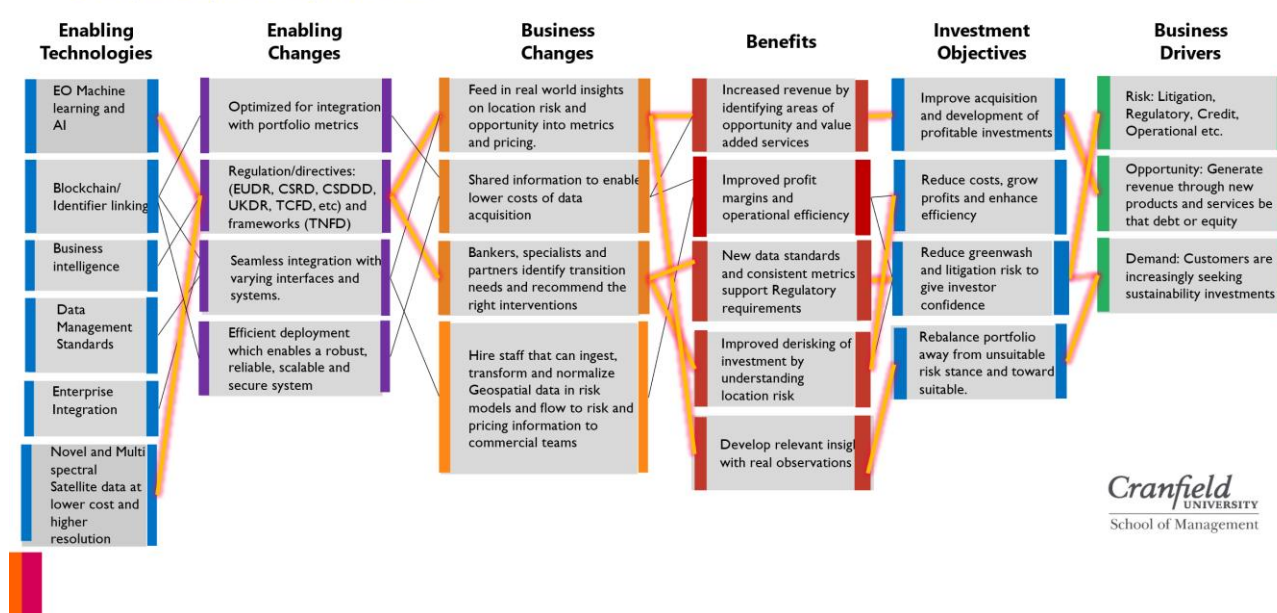 Enabling
Technologies
EO Machine
learning and
AI
Blockchain/
Identifier linking
Business
intelligence
Data
Management
Standards
Enterprise
Integration
Novel and Multi
spectral
Satellite data at
lower cost and
higher
resolution
Enabling
Changes
Optimized for integration
with portfolio metrics
Regulation/directives:
(EUDR, CSRD, CSDDD,
UKDR, TCFD, etc) and
frameworks (TNFD)
Seamless integration with
varying interfaces and
systems.
Efficient deployment
which enables a robust,
reliable, scalable and
secure system
Business
Changes
Feed in real world insights
on location risk and
opportunity into metrics
and pricing.
Shared information to enable
lower costs of data
acquisition
Bankers, specialists and
partners identify transition
needs and recommend the
right interventions
Hire staff that can ingest,
transform and normalize
Geospatial data in risk
models and flow to risk and
pricing information to
commercial teams
Benefits
Increased revenue by
identifying areas of
opportunity and value
added services
Improved profit
margins and
operational efficiency
New data standards
and consistent metrics
support Regulatory
requirements
Improved derisking of
investment by
understanding
location risk
Develop relevant insigh
with real observations
Investment
Objectives
Improve acquisition
and development of
profitable investments
Reduce costs, grow
profits and enhance
efficiency
Reduce greenwash
and litigation risk to
give investor
confidence
Rebalance portfolio
away from unsuitable
risk stance and toward
suitable.
Business
Drivers
Risk: Litigation,
Regulatory, Credit,
Operational etc.
Opportunity: Generate
revenue through new
products and services be
that debt or equity
Demand: Customers are
increasingly seeking
sustainability investments
Cranfield
UNIVERSITY
School of Management